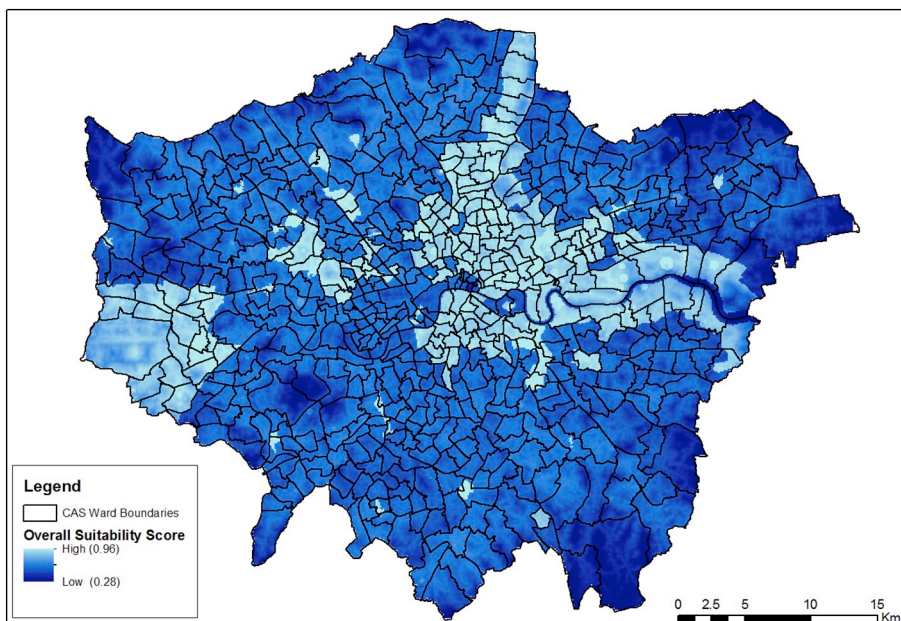 Legend
CAS Ward Boundaries
Overall Suitability Score
High (0.96)
Low (0.28)
0 2.5 5 10 15
Km